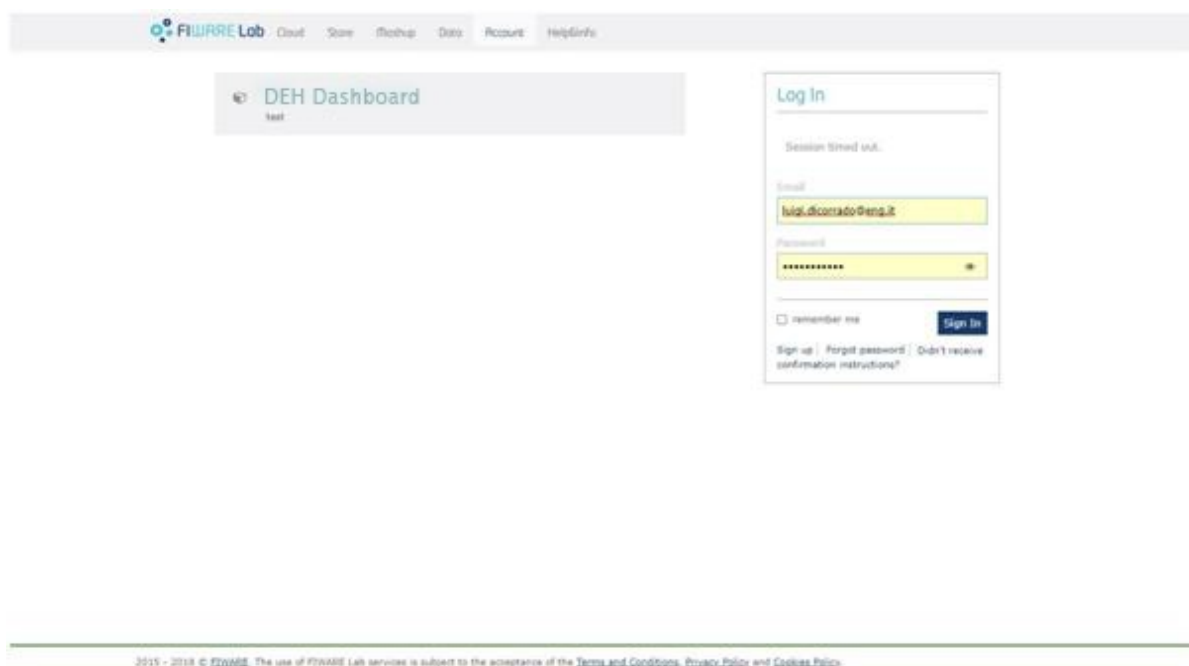 FIWARE Lab Cloud Store Mashup Data Account Help&info
DEH Dashboard
test
Log In
Session timed out.
Email
luigi.dicorrado@eng.it
Password
•••••••••••
remember me
Sign In
Sign up | Forgot password | Didn't receive
confirmation instructions?
2015 - 2018 © FIWARE. The use of FIWARE Lab services is subject to the acceptance of the Terms and Conditions, Privacy Policy and Cookies Policy.